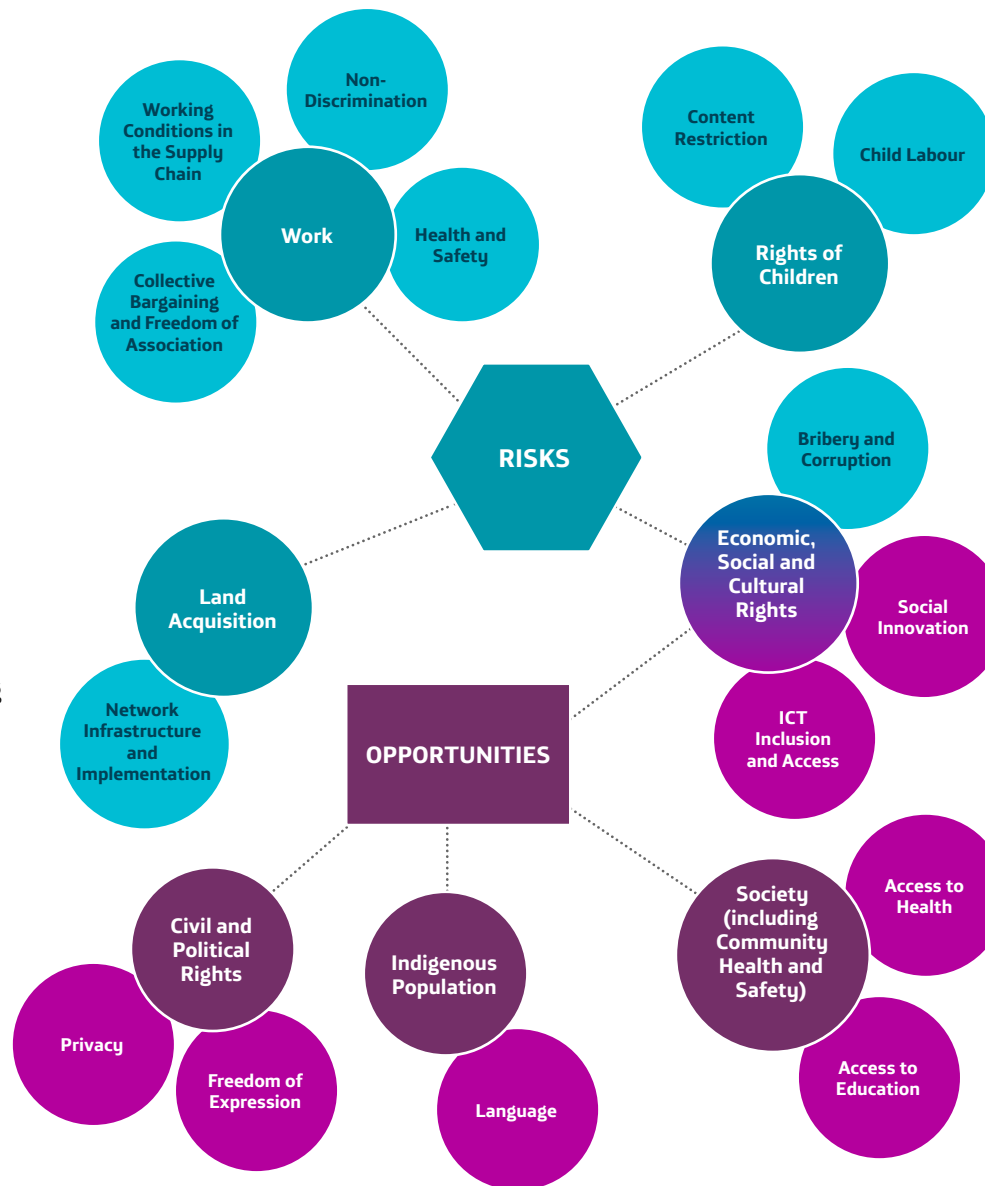 Non-
Discrimination
Working
Conditions in
the Supply
Chain
Work
Health and
Safety
Collective
Bargaining
and Freedom of
Association
Content
Restriction
Child Labour
Rights of
Children
RISKS
Bribery and
Corruption
Economic,
Social and
Cultural
Rights
Social
Innovation
ICT
Inclusion
and Access
Land
Acquisition
Network
Infrastructure
and
Implementation
OPPORTUNITIES
Civil and
Political
Rights
Privacy
Freedom of
Expression
Indigenous
Population
Language
Society
(including
Community
Health and
Safety)
Access to
Health
Access to
Education